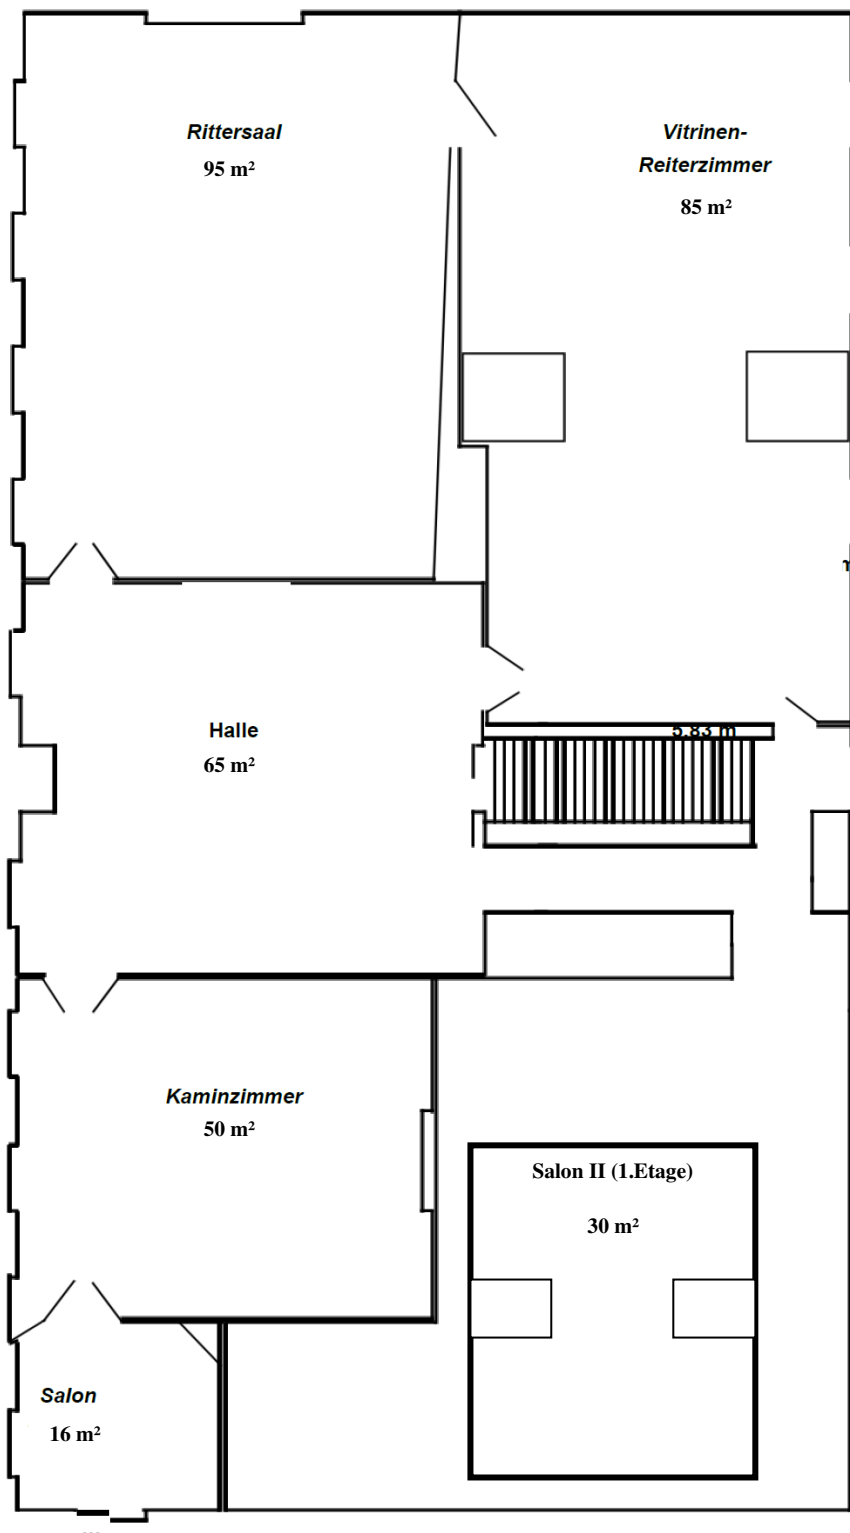 Rittersaal
95 m²
Vitrinen-
Reiterzimmer
85 m²
Halle
65 m²
5.83 m
Kaminzimmer
50 m²
Salon II (1.Etage)
30 m²
Salon
16 m²